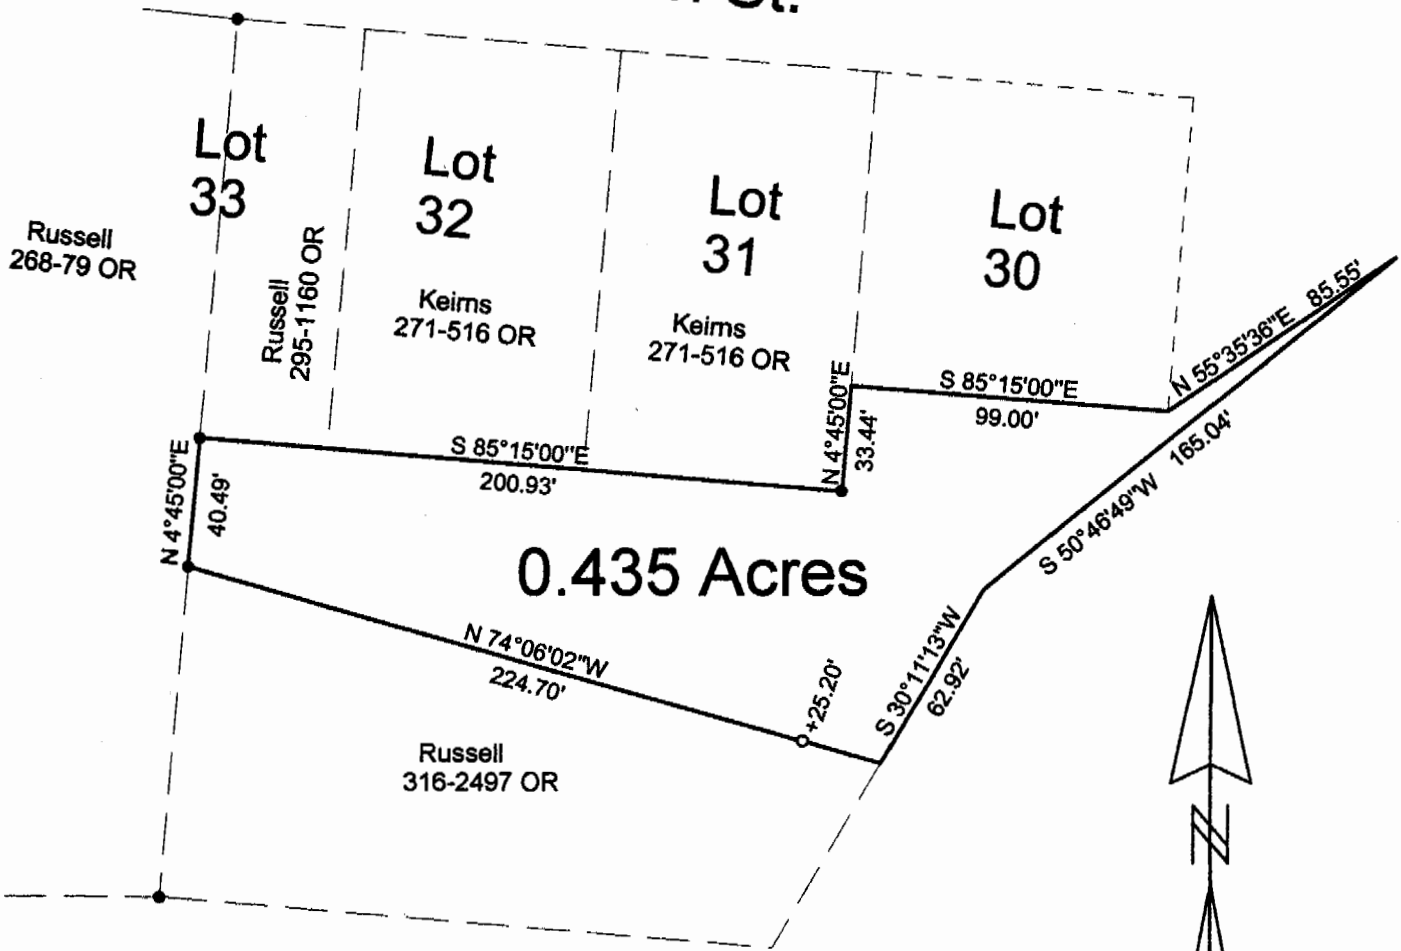 St.
Lot
33
Lot
32
Lot
31
Lot
30
Russell
268-79 OR
Russell
295-1160 OR
Keirns
271-516 OR
Keirns
271-516 OR
N 55°35'36"E 85.55'
S 85°15'00"E
99.00'
N 4°45'00"E
33.44'
S 50°46'49"W 165.04'
S 85°15'00"E
200.93'
N 4°45'00"E
40.49'
0.435 Acres
N 74°06'02"W
224.70'
+25.20'
S 30°11'13"W
62.92'
Russell
316-2497 OR
N